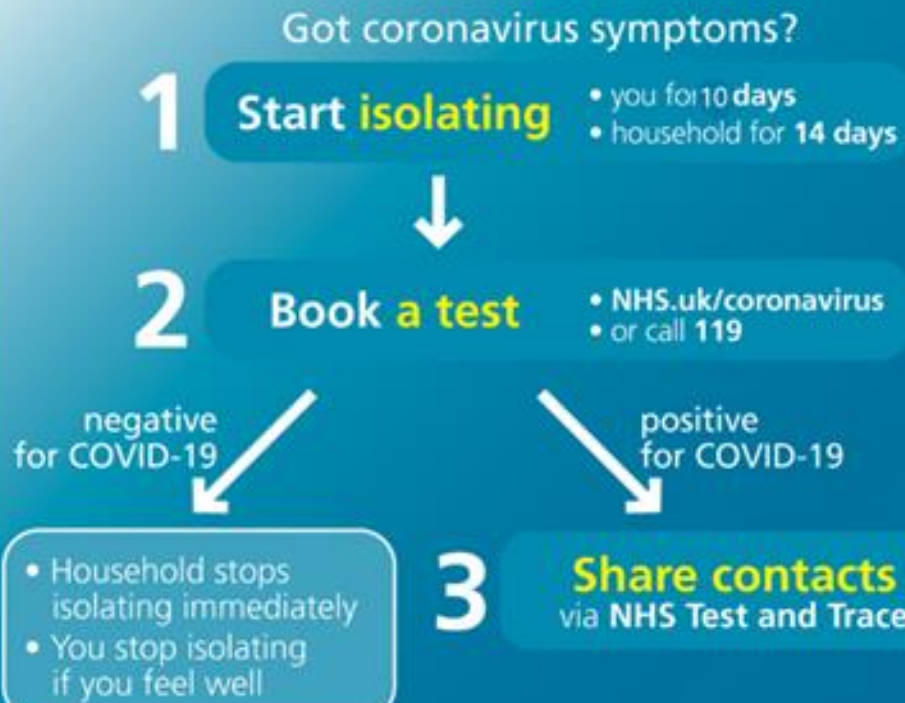 Got coronavirus symptoms?
1
Start isolating
• you for 10 days
• household for 14 days
2
Book a test
• NHS.uk/coronavirus
• or call 119
negative
for COVID-19
positive
for COVID-19
• Household stops
isolating immediately
• You stop isolating
if you feel well
3
Share contacts
via NHS Test and Trace